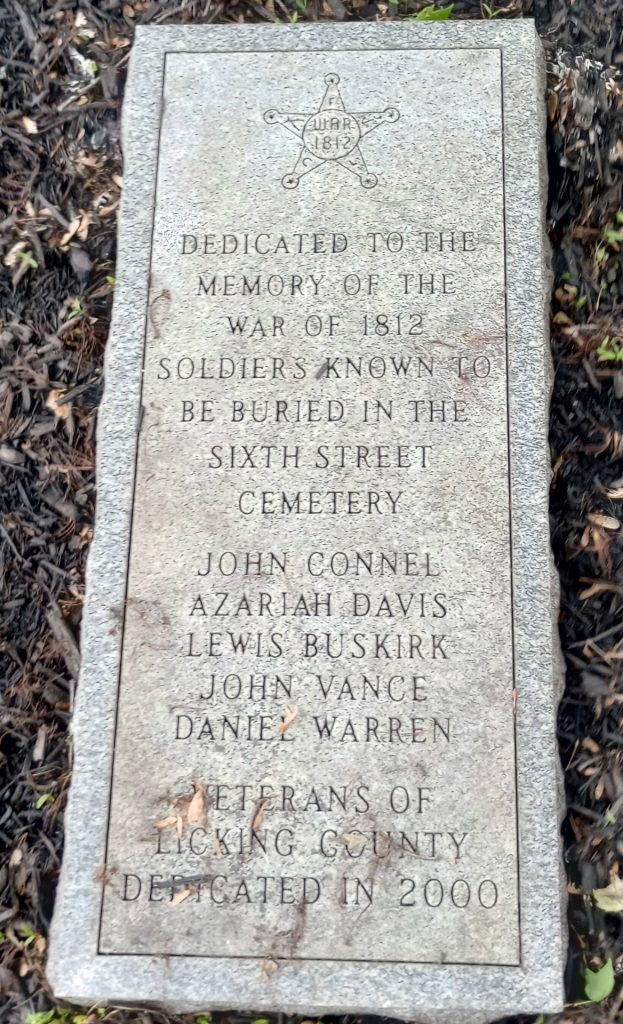 WAR
1812
DEDICATED TO THE
MEMORY OF THE
WAR OF 1812
SOLDIERS KNOWN TO
BE BURIED IN THE
SIXTH STREET
CEMETERY
JOHN CONNEL
AZARIAH DAVIS
LEWIS BUSKIRK
JOHN VANCE
DANIEL WARREN
VETERANS OF
LICKING COUNTY
DEDICATED IN 2000